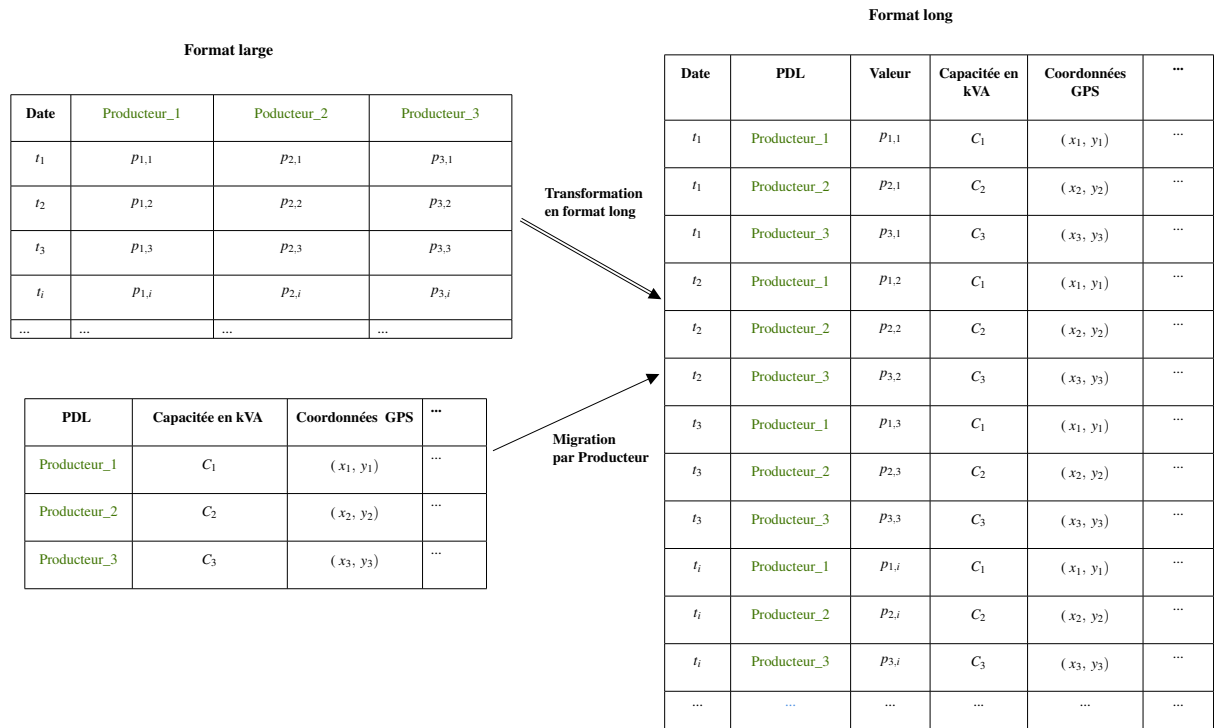 Format large
Date Producteur_1 Poducteur_2 Producteur_3
t1 p1,1 p2,1 p3,1
t2 p1,2 p2,2 p3,2
t3 p1,3 p2,3 p3,3
ti p1,i p2,i p3,i
... ... ... ...
PDL Capacitée en kVA Coordonnées GPS ...
Producteur_1 C1 ( x1, y1) ...
Producteur_2 C2 ( x2, y2) ...
Producteur_3 C3 ( x3, y3) ...
Transformation
en format long
Migration
par Producteur
Format long
Date PDL Valeur Capacitée en Coordonnées ...
kVA GPS
t1 Producteur_1 p1,1 C1 ( x1, y1) ...
t1 Producteur_2 p2,1 C2 ( x2, y2) ...
t1 Producteur_3 p3,1 C3 ( x3, y3) ...
t2 Producteur_1 p1,2 C1 ( x1, y1) ...
t2 Producteur_2 p2,2 C2 ( x2, y2) ...
t2 Producteur_3 p3,2 C3 ( x3, y3) ...
t3 Producteur_1 p1,3 C1 ( x1, y1) ...
t3 Producteur_2 p2,3 C2 ( x2, y2) ...
t3 Producteur_3 p3,3 C3 ( x3, y3) ...
ti Producteur_1 p1,i C1 ( x1, y1) ...
ti Producteur_2 p2,i C2 ( x2, y2) ...
ti Producteur_3 p3,i C3 ( x3, y3) ...
... ... ... ... ... ...